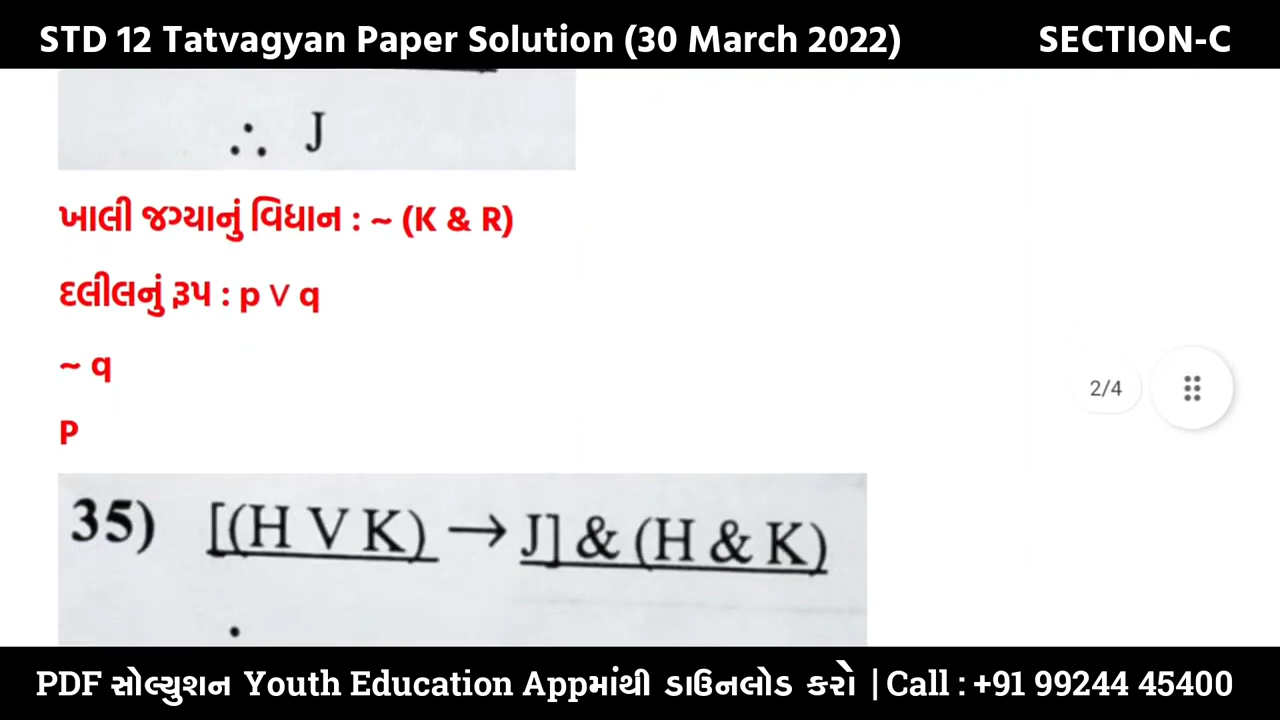 STD 12 Tatvagyan Paper Solution (30 March 2022) SECTION-C
∴ J
ખાલી જગ્યાનું વિધાન : ~ (K & R)
દલીલનું રૂપ : p ∨ q
~ q
2/4
P
35) [(H V K) → J] & (H & K)
PDF સોલ્યુશન Youth Education Appમાંથી ડાઉનલોડ કરો | Call : +91 99244 45400